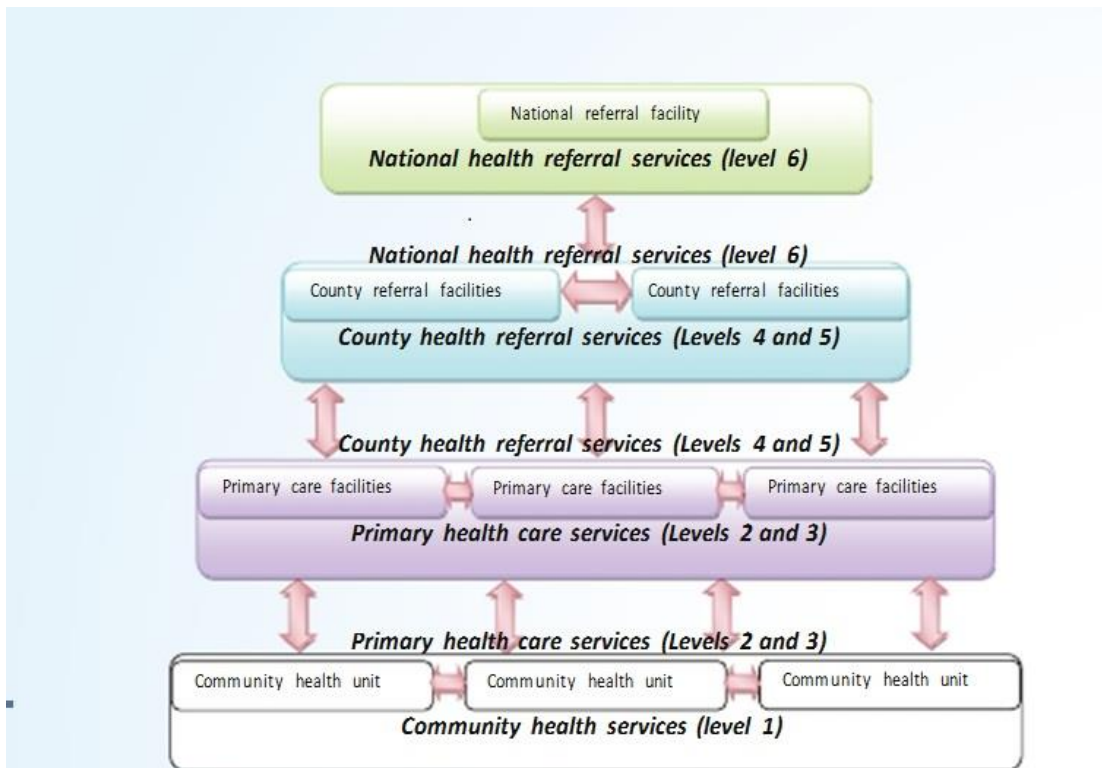 National referral facility
National health referral services (level 6)
National health referral services (level 6)
County referral facilities County referral facilities
County health referral services (Levels 4 and 5)
County health referral services (Levels 4 and 5)
Primary care facilities Primary care facilities Primary care facilities
Primary health care services (Levels 2 and 3)
Primary health care services (Levels 2 and 3)
Community health unit Community health unit Community health unit
Community health services (level 1)